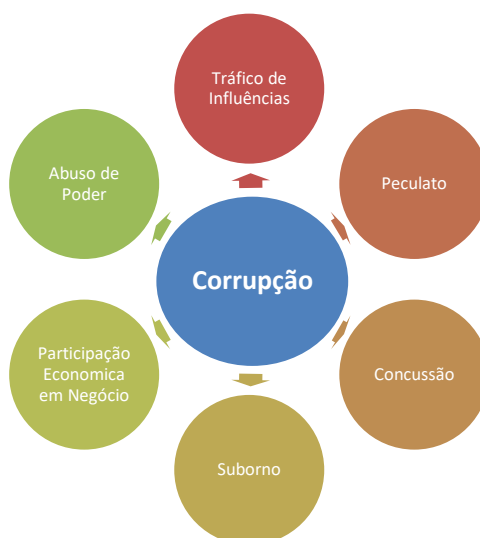 Tráfico de
Influências
Abuso de
Poder
Peculato
Corrupção
Participação
Economica
em Negócio
Concussão
Suborno